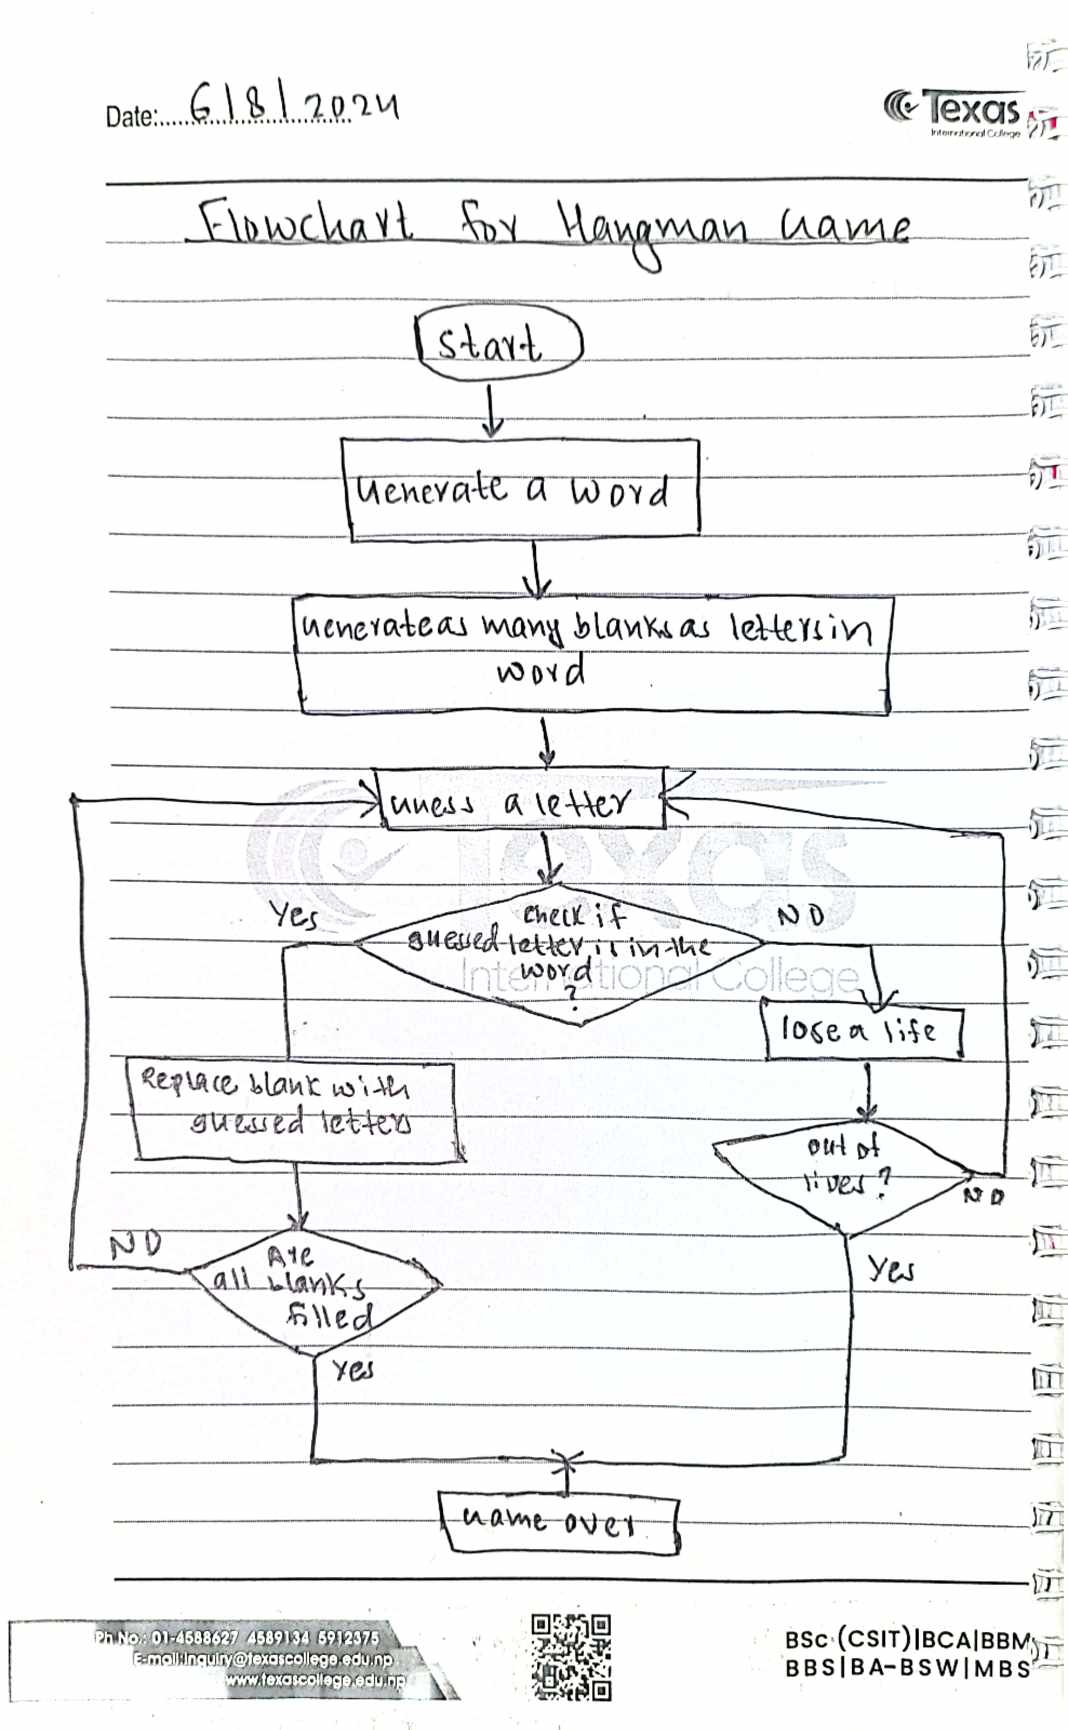 Date: 6/8/2024
Texas
International College
Flowchart for Hangman Game
Start
Generate a word
Generate as many blanks as letters in
word
Guess a letter
Texas
International College
Yes
NO
check if
guessed letter is in the
word
?
lose a life
Replace blank with
guessed letters
out of
lives?
NO
NO
Are
all blanks
filled
Yes
Yes
Game over
Ph No.: 01-4588627 4589134 5912375
E-mail:inquiry@texascollege.edu.np
www.texascollege.edu.np
BSc.(CSIT)|BCA|BBM
BBS|BA-BSW|MBS